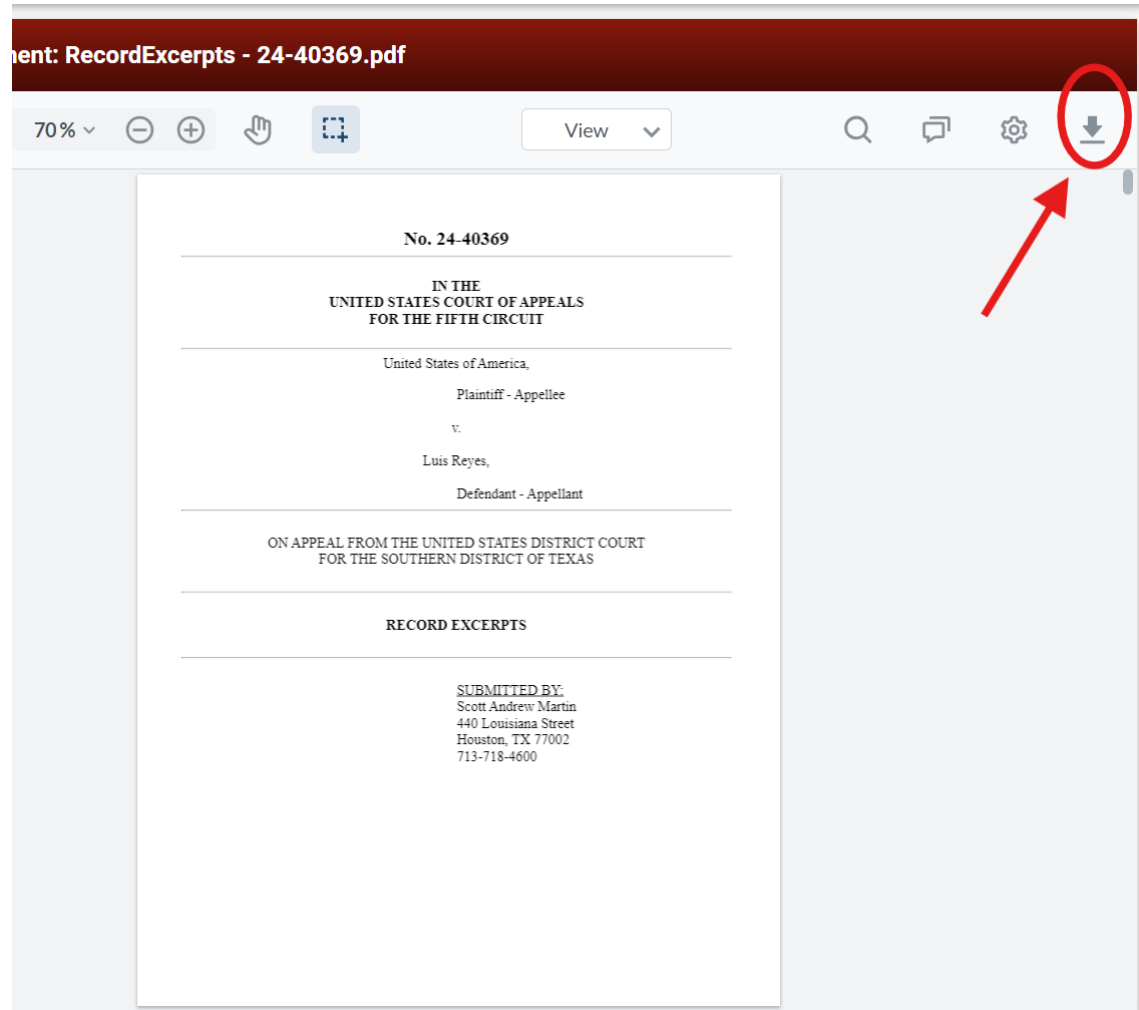 ent: RecordExcerpts - 24-40369.pdf
70%
View
No. 24-40369
IN THE
UNITED STATES COURT OF APPEALS
FOR THE FIFTH CIRCUIT
United States of America,
Plaintiff - Appellee
v.
Luis Reyes,
Defendant - Appellant
ON APPEAL FROM THE UNITED STATES DISTRICT COURT
FOR THE SOUTHERN DISTRICT OF TEXAS
RECORD EXCERPTS
SUBMITTED BY:
Scott Andrew Martin
440 Louisiana Street
Houston, TX 77002
713-718-4600